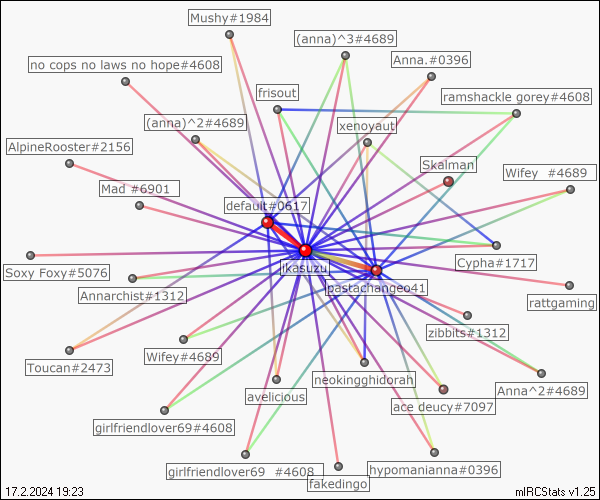 Mushy#1984
(anna)^3#4689
no cops no laws no hope#4608
Anna.#0396
frisout
ramshackle gorey#4608
(anna)^2#4689
xenoyaut
AlpineRooster#2156
Skalman
Wifey   #4689
Mad #6901
default#0617
Cypha#1717
jkasuzu
Soxy Foxy#5076
pastachangeo41
Annarchist#1312
rattgaming
zibbits#1312
Wifey#4689
Toucan#2473
neokingghidorah
Anna^2#4689
avelicious
ace deucy#7097
girlfriendlover69#4608
girlfriendlover69   #4608
hypomanianna#0396
fakedingo
17.2.2024 19:23
mIRCStats v1.25